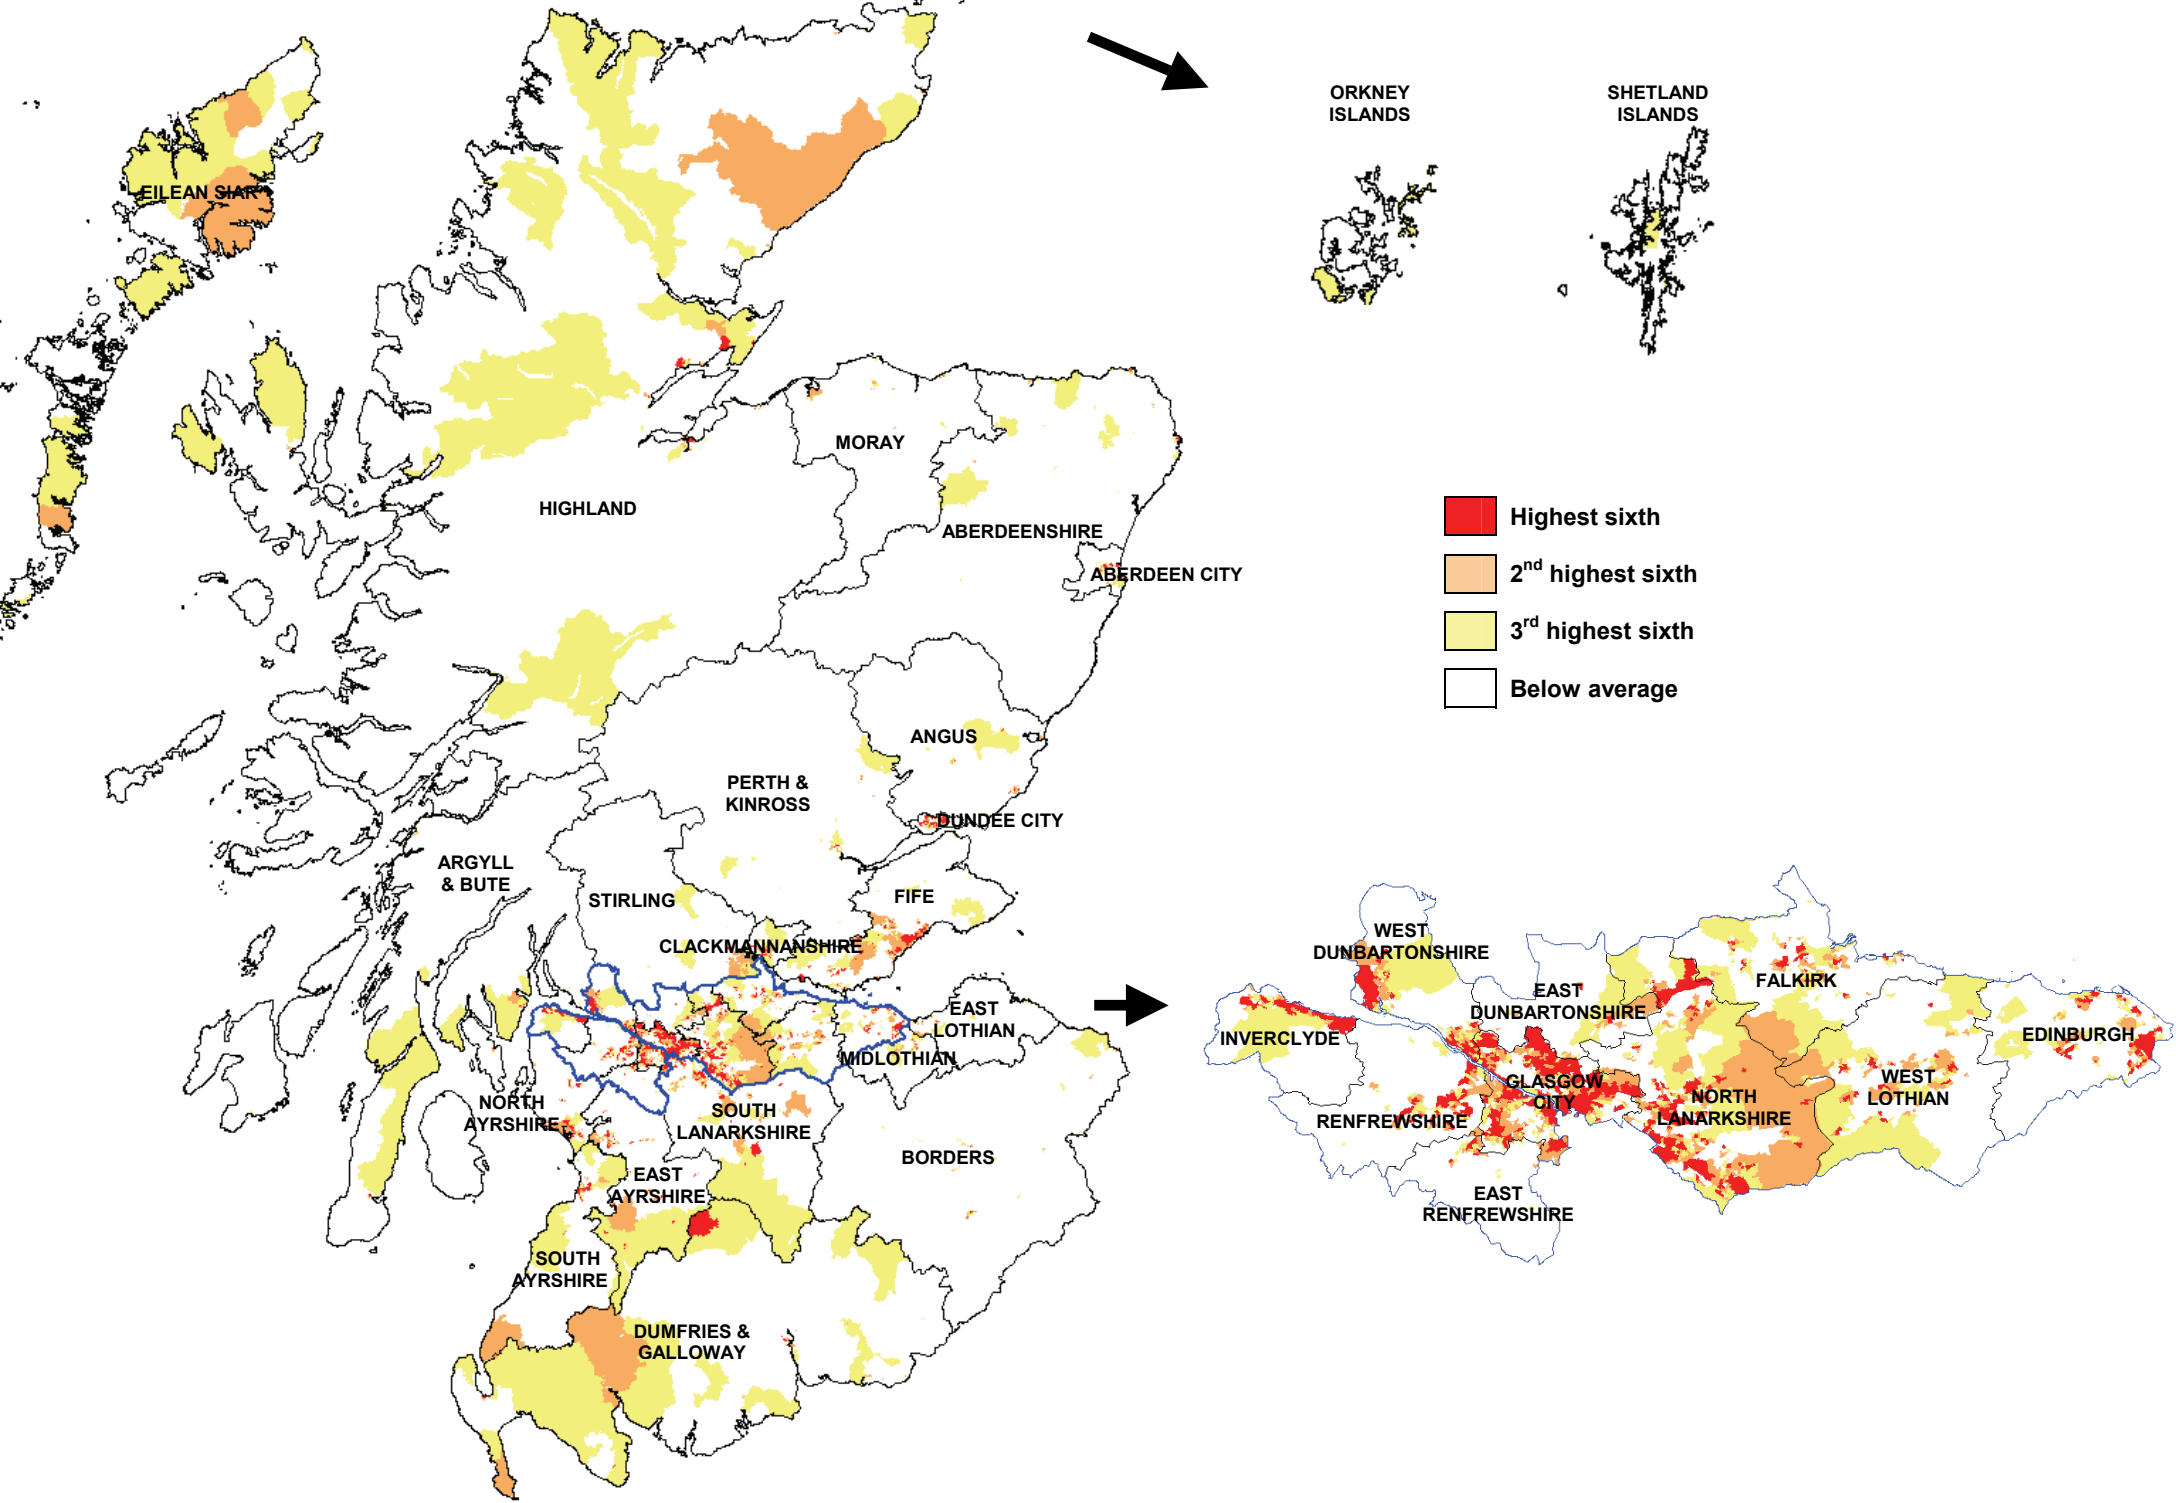 ORKNEY
ISLANDS
SHETLAND
ISLANDS
EILEAN SIAR
MORAY
HIGHLAND
ABERDEENSHIRE
ABERDEEN CITY
Highest sixth
2nd highest sixth
3rd highest sixth
Below average
ANGUS
PERTH &
KINROSS
DUNDEE CITY
ARGYLL
& BUTE
STIRLING
FIFE
CLACKMANNANSHIRE
EAST
LOTHIAN
MIDLOTHIAN
NORTH
AYRSHIRE
SOUTH
LANARKSHIRE
BORDERS
EAST
AYRSHIRE
SOUTH
AYRSHIRE
DUMFRIES &
GALLOWAY
WEST
DUNBARTONSHIRE
EAST
DUNBARTONSHIRE
FALKIRK
INVERCLYDE
EDINBURGH
GLASGOW
CITY
NORTH
LANARKSHIRE
WEST
LOTHIAN
RENFREWSHIRE
EAST
RENFREWSHIRE